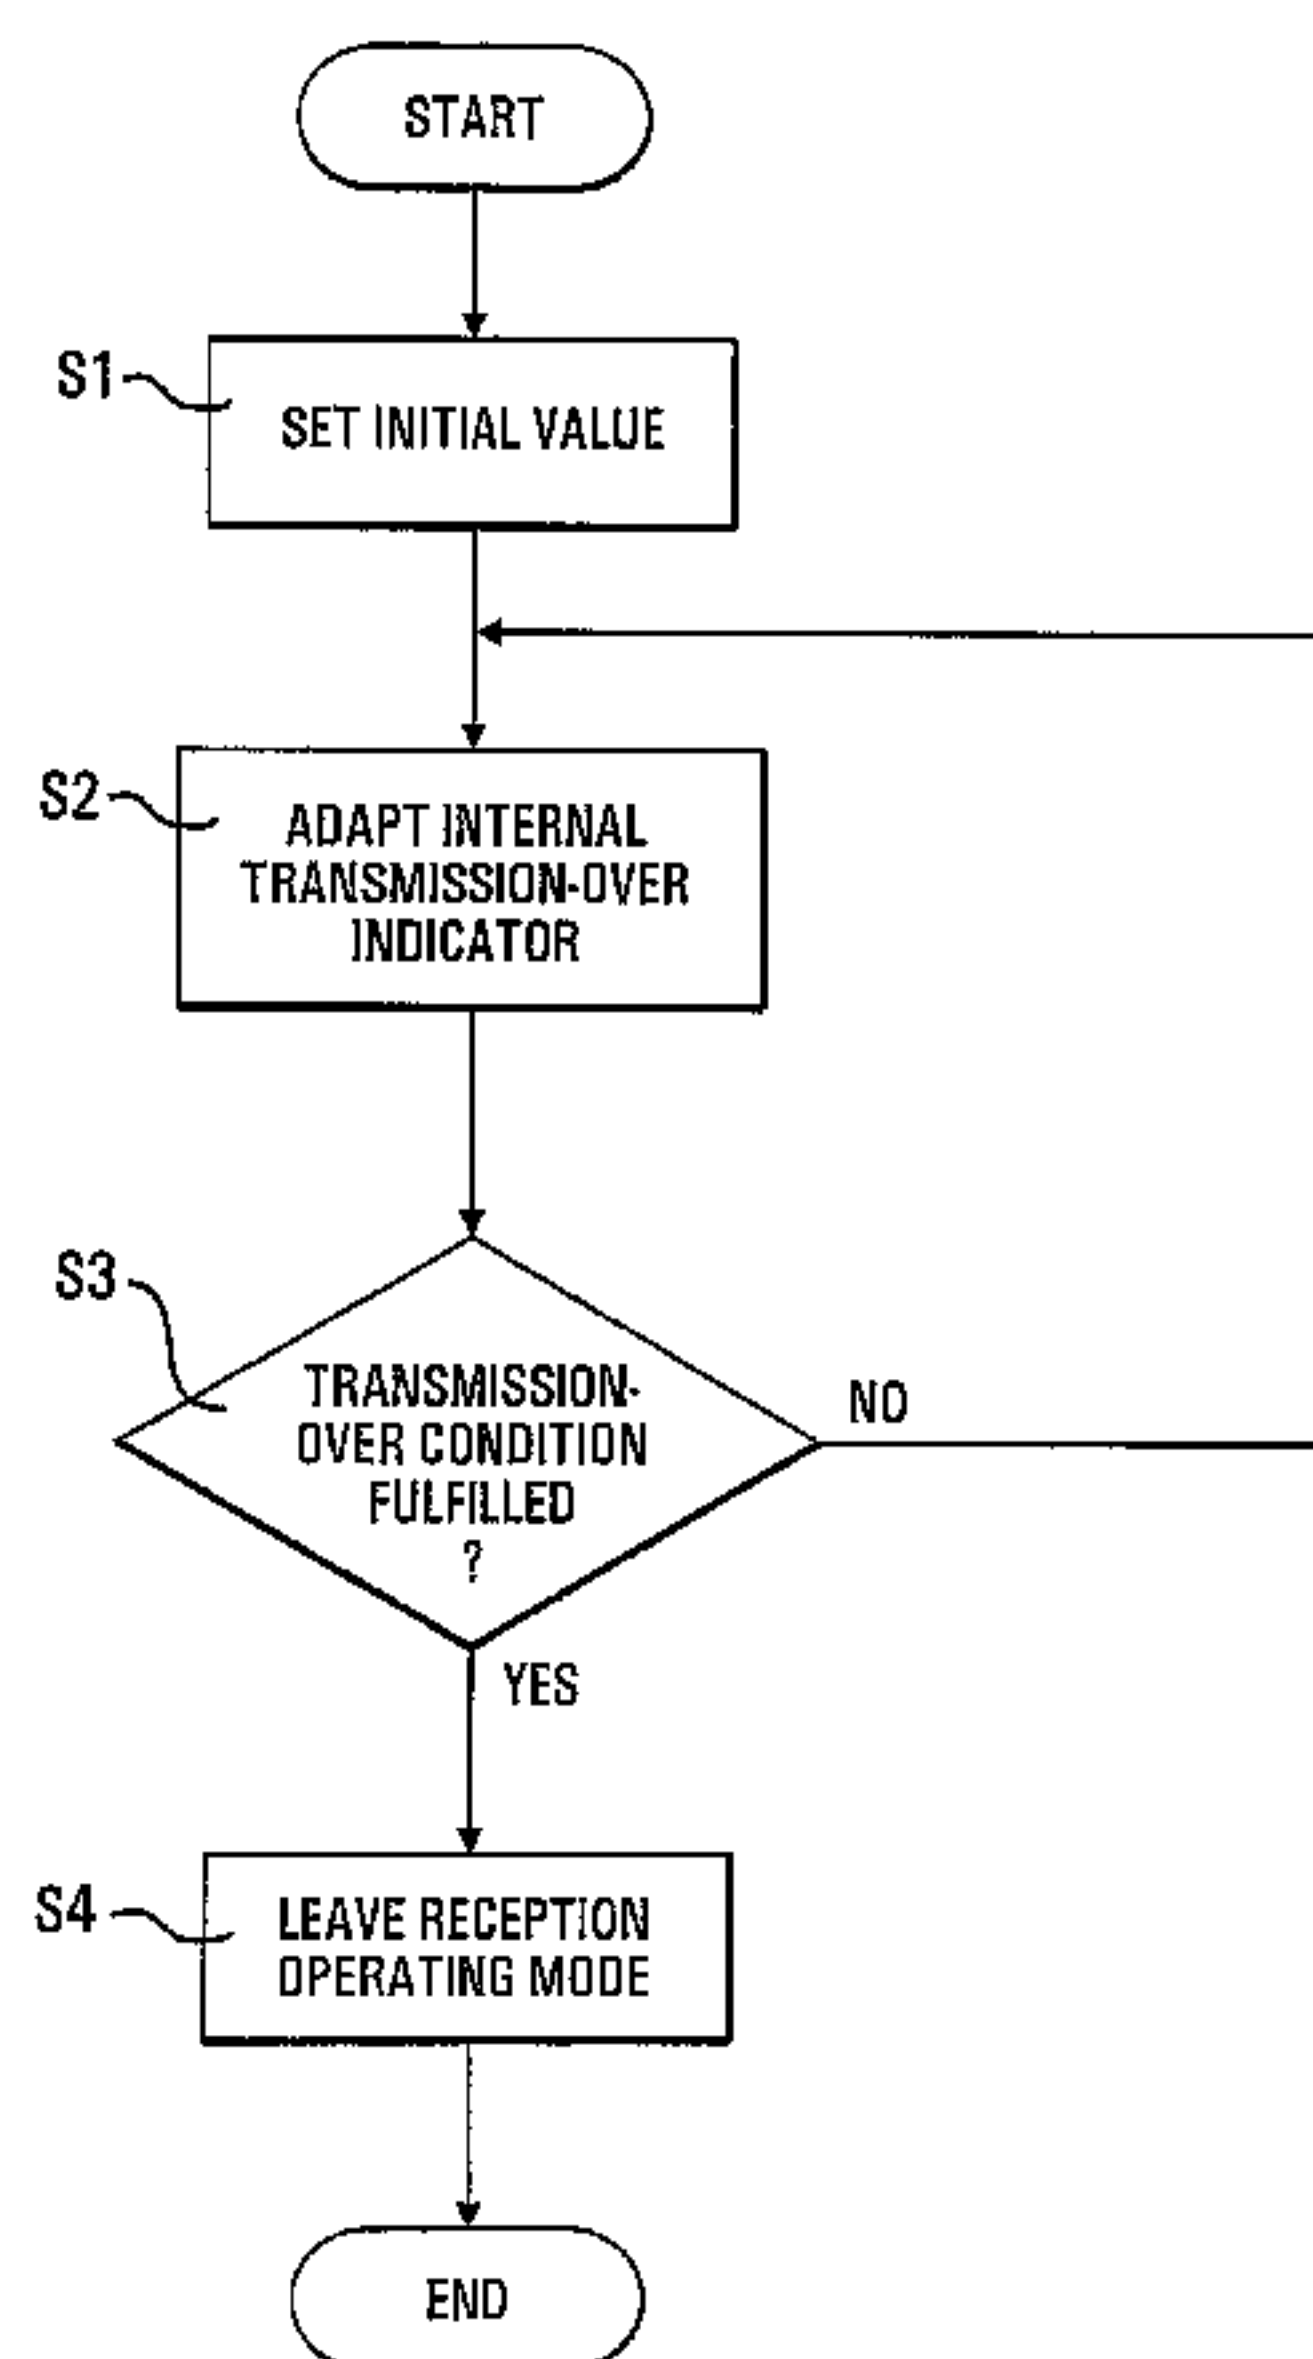 START
S1
SET INITIAL VALUE
S2
ADAPT INTERNAL
TRANSMISSION-OVER
INDICATOR
S3
TRANSMISSION-
OVER CONDITION
FULFILLED
?
NO
YES
S4
LEAVE RECEPTION
OPERATING MODE
END